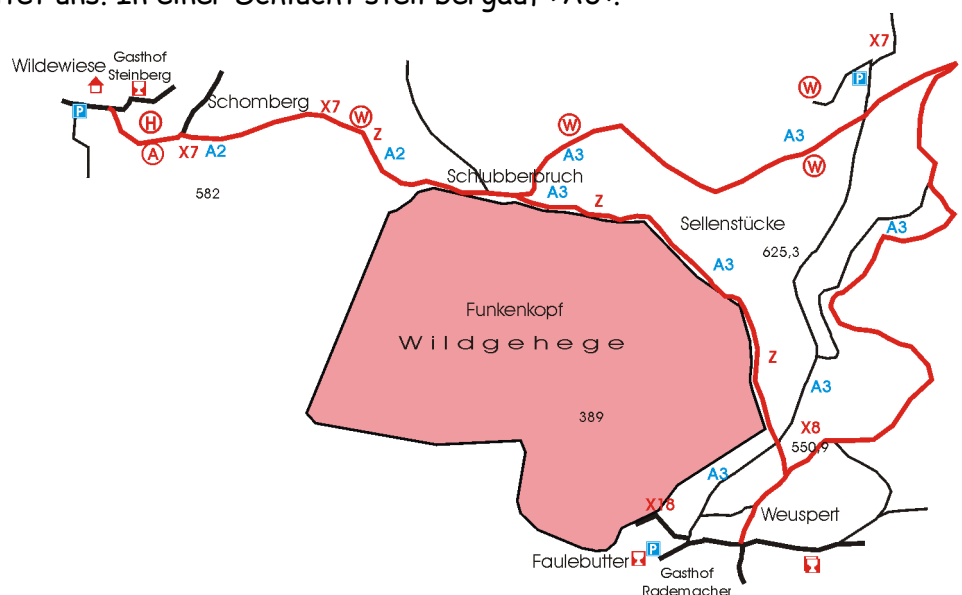 X7
Gasthof
Wildewiese
Steinberg
P
P
W
Schomberg
X7
W
W
H
Z
A3
A
X7
A2
A2
A3
W
Schlubberbruch
A3
582
Z
Sellenstücke
A3
625,3
A3
Funkenkopf
Wildgehege
Z
A3
389
X8
550,9
A3
X18
Weuspert
P
Faulebutter
Gasthof
Rademacher